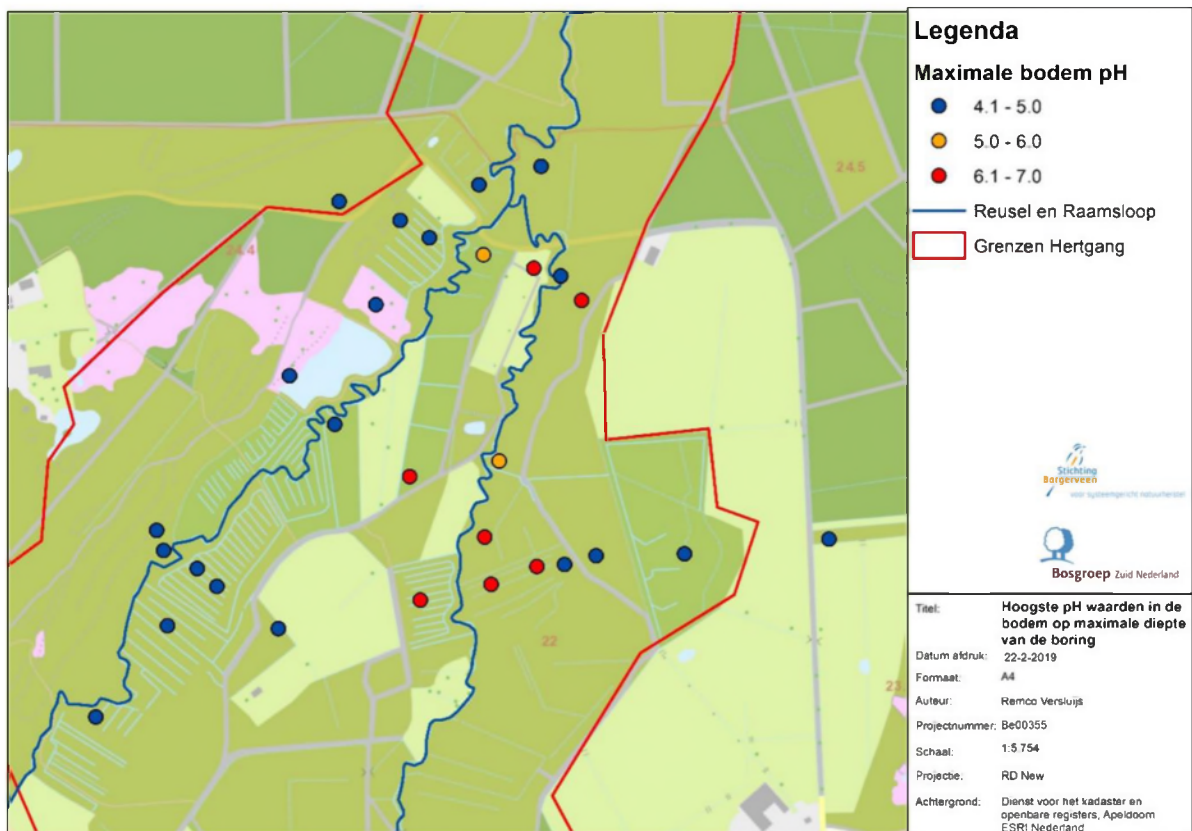 Legenda
Maximale bodem pH
4.1 - 5.0
5.0 - 6.0
6.1 - 7.0
Reusel en Raamsloop
Grenzen Hertgang
24.5
24.4
22
23
Stichting
Bargerveen
voor systeemgericht natuurherstel
Bosgroep Zuid Nederland
Titel: Hoogste pH waarden in de
bodem op maximale diepte
van de boring
Datum afdruk: 22-2-2019
Formaat: A4
Auteur: Remco Versluijs
Projectnummer: Be00355
Schaal: 1:5.754
Projectie: RD New
Achtergrond: Dienst voor het kadaster en
openbare registers, Apeldoorn
ESRI Nederland